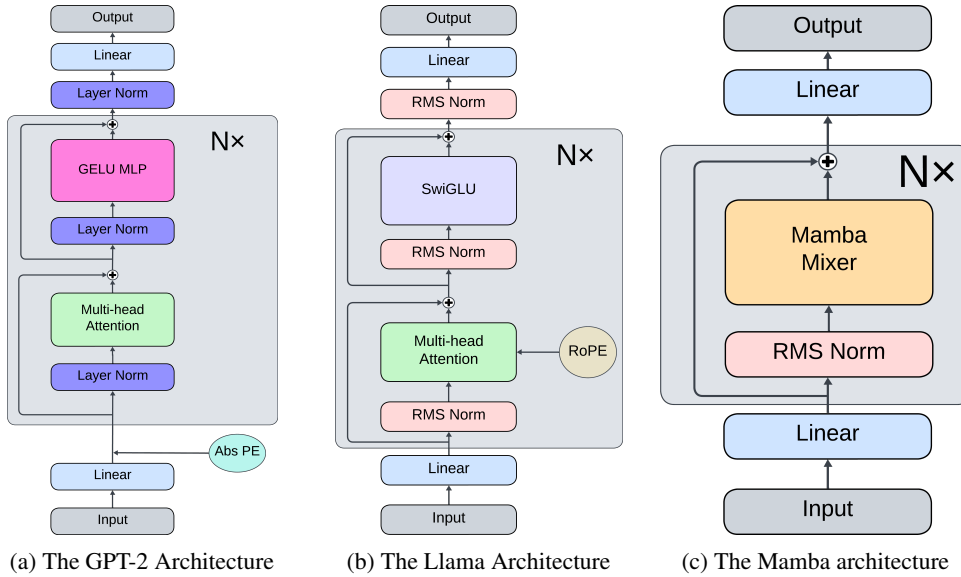 Output
Linear
Layer Norm
N×
GELU MLP
Layer Norm
Multi-head
Attention
Layer Norm
Abs PE
Linear
Input
(a) The GPT-2 Architecture
Output
Linear
RMS Norm
N×
SwiGLU
RMS Norm
Multi-head
Attention
RoPE
RMS Norm
Linear
Input
(b) The Llama Architecture
Output
Linear
N×
Mamba
Mixer
RMS Norm
Linear
Input
(c) The Mamba architecture